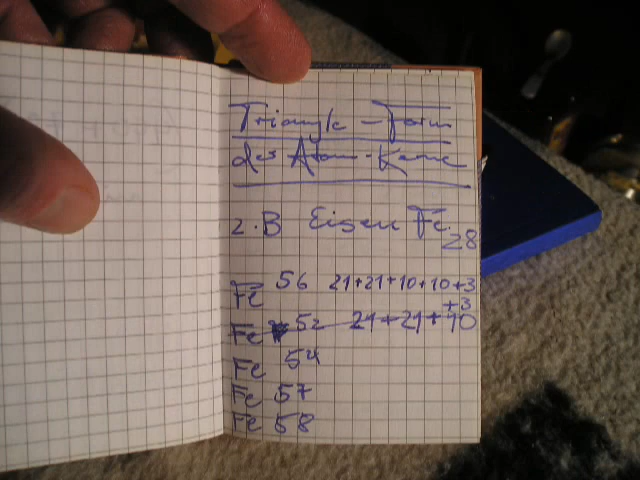 Triangle-Form
des Atom-Kerne
z.B Eisen Fe.
28
Fe 56 21+21+10+10+3
+3
Fe 52 21+21+10
Fe 54
Fe 57
Fe 58